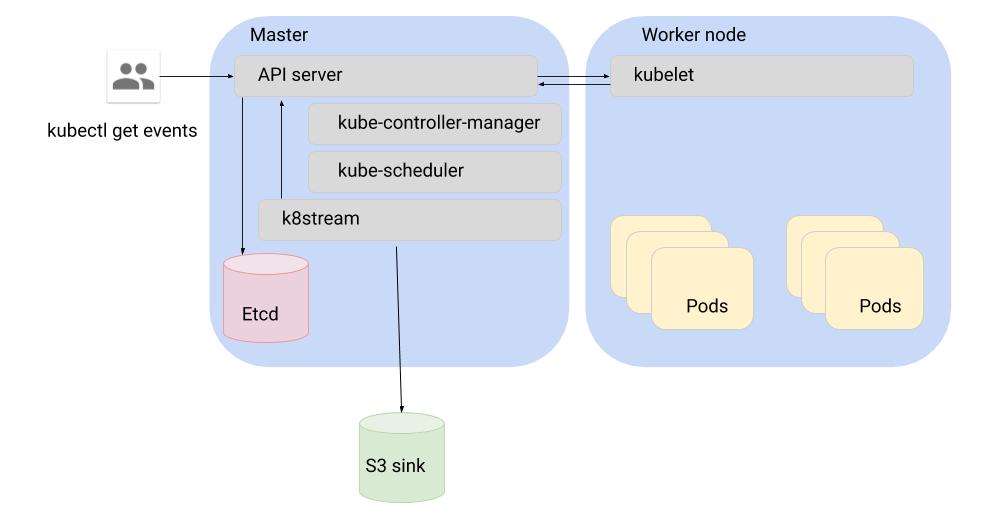 Master
Worker node
API server
kubelet
kubectl get events
kube-controller-manager
kube-scheduler
k8stream
Etcd
Pods
Pods
S3 sink